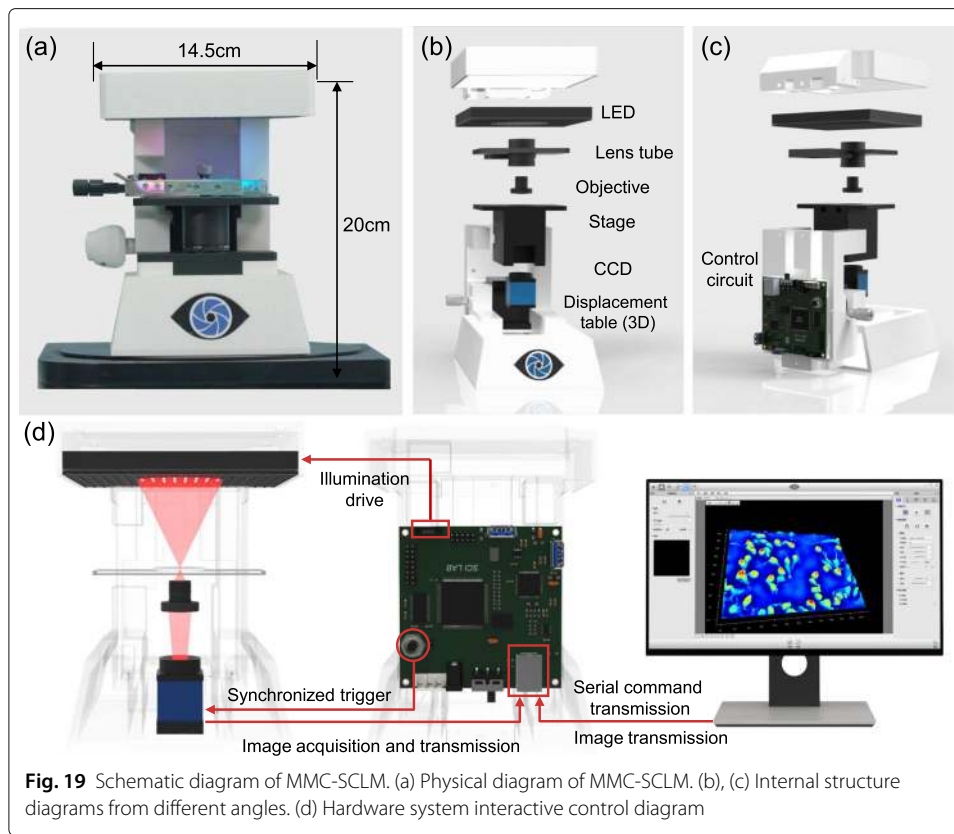 (a)
14.5cm
20cm
(b)
LED
Lens tube
Objective
Stage
CCD
Displacement
table (3D)
(c)
Control
circuit
(d)
Illumination
drive
SCI LAB
Synchronized trigger
Image acquisition and transmission
Serial command
transmission
Image transmission
Fig. 19 Schematic diagram of MMC-SCLM. (a) Physical diagram of MMC-SCLM. (b), (c) Internal structure
diagrams from different angles. (d) Hardware system interactive control diagram